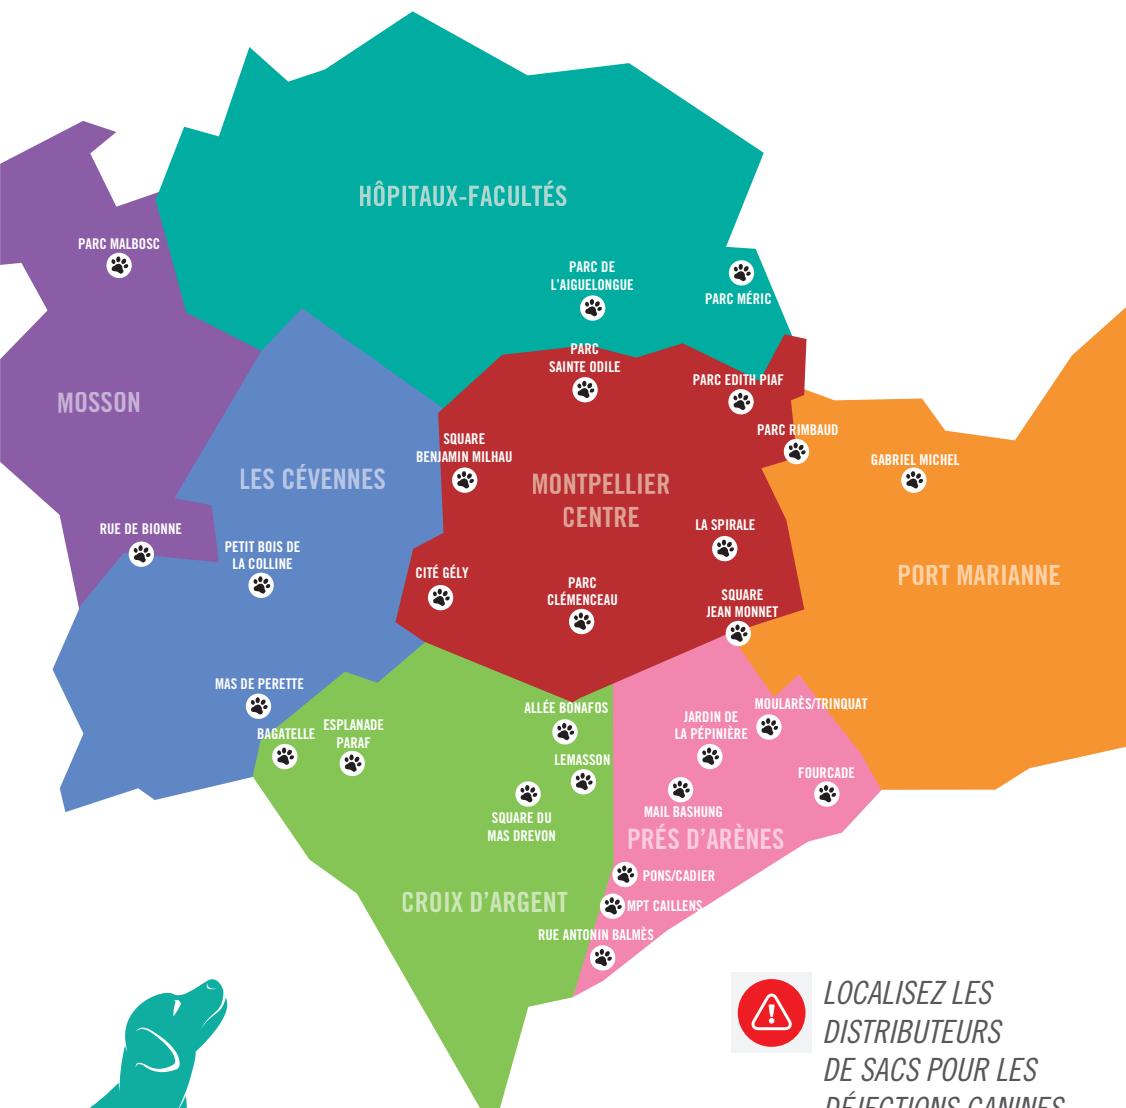 HÔPITAUX-FACULTÉS
PARC MALBOSC
PARC DE
L'AIGUELONGUE
PARC MÉRIC
PARC
SAINTE ODILE
PARC EDITH PIAF
MOSSON
PARC RIMBAUD
SQUARE
BENJAMIN MILHAU
GABRIEL MICHEL
LES CÉVENNES
MONTPELLIER
CENTRE
RUE DE BIONNE
LA SPIRALE
PETIT BOIS DE
LA COLLINE
CITÉ GÉLY
PARC
CLÉMENCEAU
PORT MARIANNE
SQUARE
JEAN MONNET
MAS DE PERETTE
BAGATELLE
ESPLANADE
PARAF
ALLÉE BONAFOS
MOULARÈS/TRINQUAT
JARDIN DE
LA PÉPINIÈRE
LEMASSON
FOURCADE
SQUARE DU
MAS DREVON
MAIL BASHUNG
PRÉS D'ARÈNES
PONS/CADIER
CROIX D'ARGENT
MPT CAILLENS
RUE ANTONIN BALMÈS
LOCALISEZ LES
DISTRIBUTEURS
DE SACS POUR LES
DÉJECTIONS CANINES